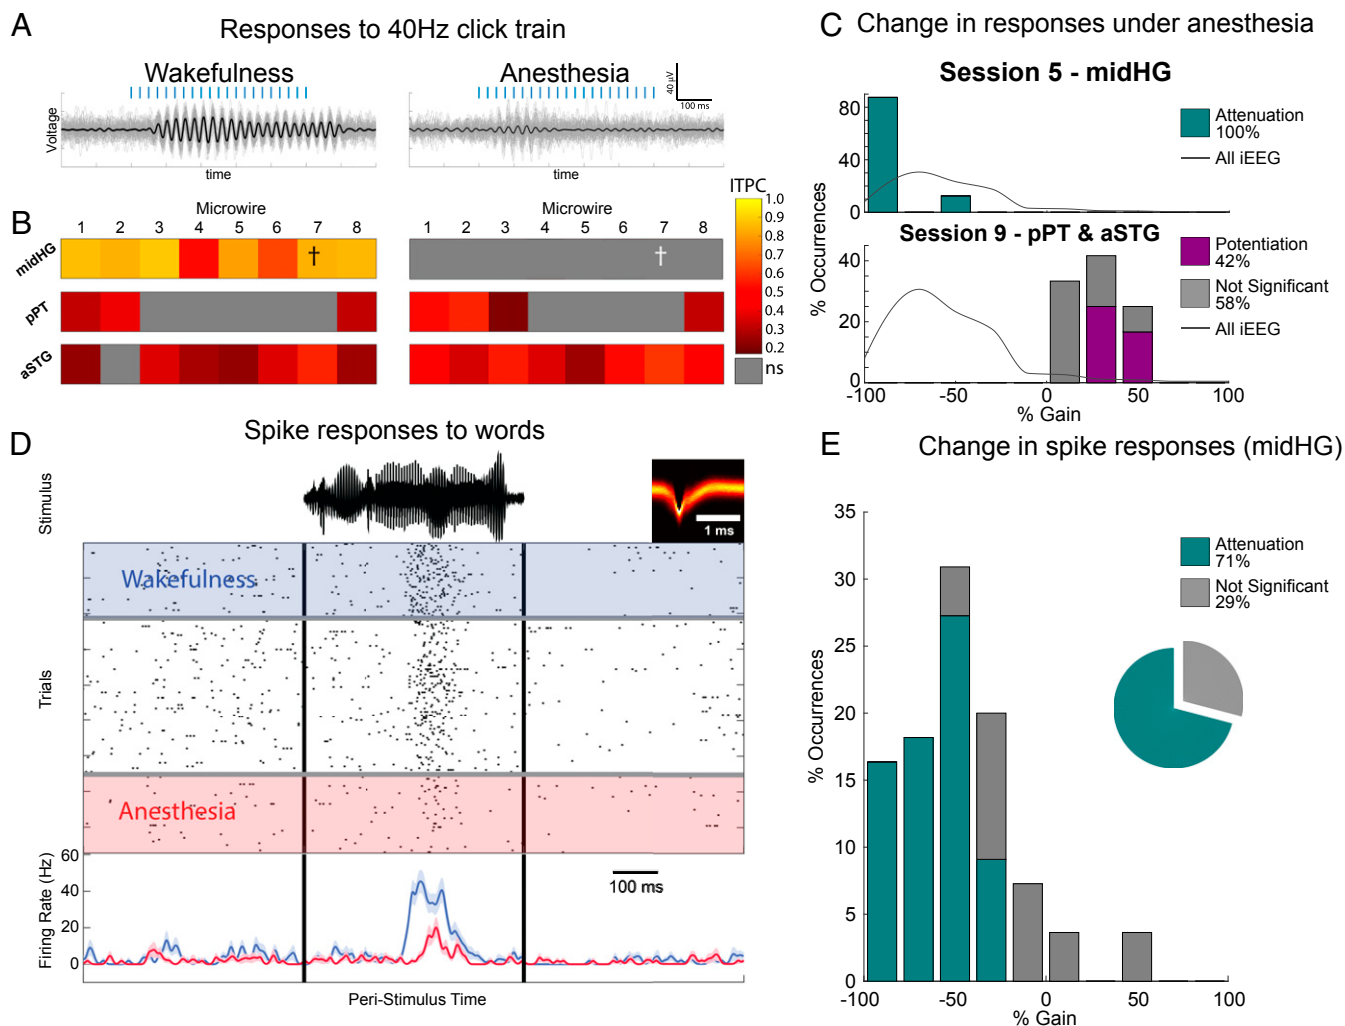 A
Responses to 40Hz click train
Wakefulness
Anesthesia
40 µV
100 ms
Voltage
time
time
B
Microwire
Microwire
1 2 3 4 5 6 7 8
1 2 3 4 5 6 7 8
midHG
†
†
pPT
aSTG
ITPC
1.0
0.9
0.8
0.7
0.6
0.5
0.4
0.3
0.2
ns
C
Change in responses under anesthesia
Session 5 - midHG
80
40
0
Attenuation
100%
All iEEG
Session 9 - pPT & aSTG
% Occurrences
40
20
0
Potentiation
42%
Not Significant
58%
All iEEG
-100 -50 0 50 100
% Gain
D
Spike responses to words
Stimulus
1 ms
Wakefulness
Trials
Anesthesia
Firing Rate (Hz)
60
40
20
0
100 ms
Peri-Stimulus Time
E
Change in spike responses (midHG)
% Occurrences
35
30
25
20
15
10
5
0
Attenuation
71%
Not Significant
29%
-100 -50 0 50 100
% Gain